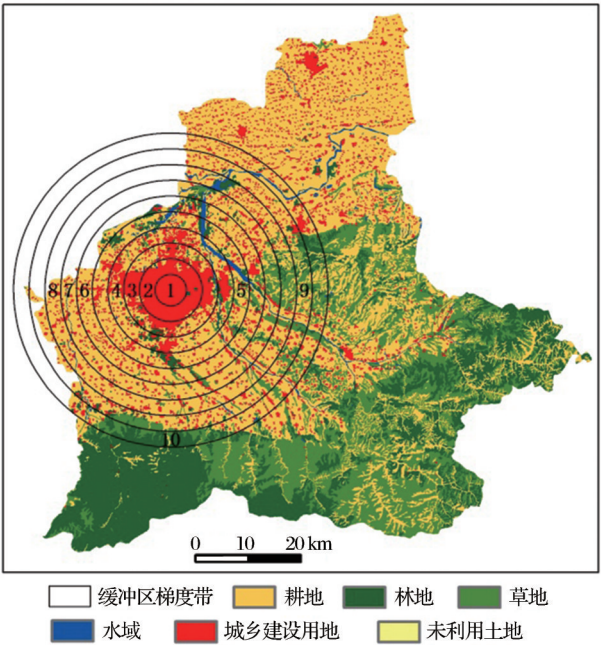 8 7 6 4 3 2 1 5 9
10
0 10 20 km
缓冲区梯度带 耕地 林地 草地
水域 城乡建设用地 未利用土地